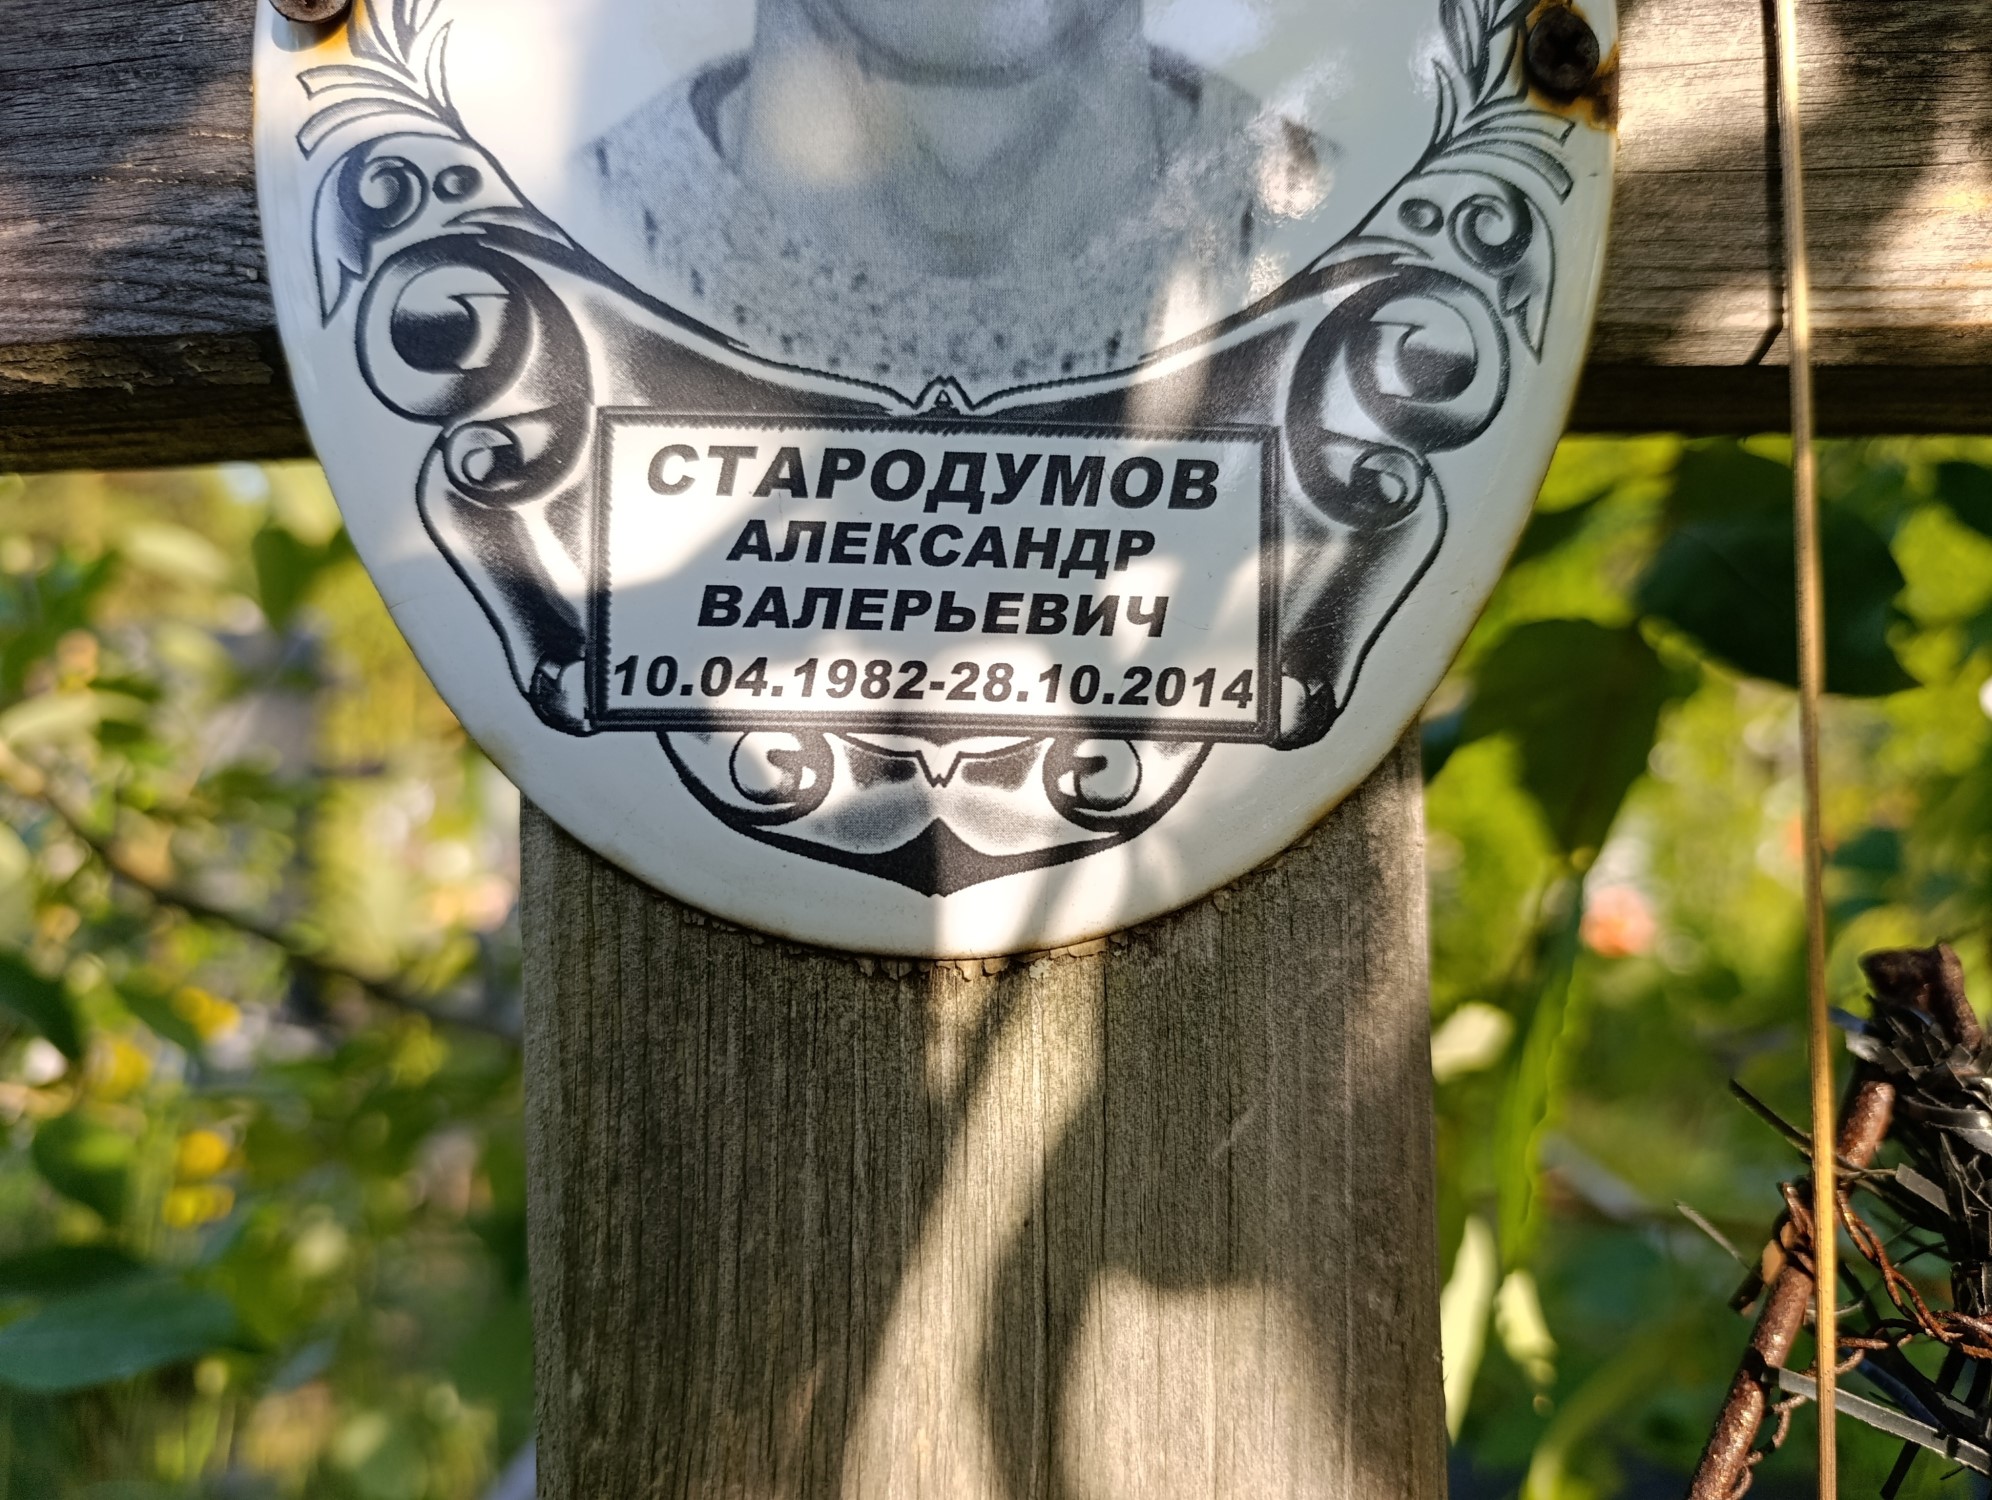 СТАРОДУМОВ
АЛЕКСАНДР
ВАЛЕРЬЕВИЧ
10.04.1982-28.10.2014